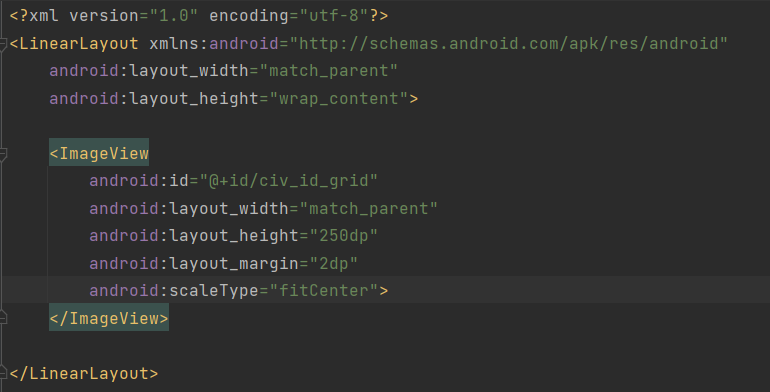 <?xml version="1.0" encoding="utf-8"?>
<LinearLayout xmlns:android="http://schemas.android.com/apk/res/android"
    android:layout_width="match_parent"
    android:layout_height="wrap_content">
    <ImageView
        android:id="@+id/civ_id_grid"
        android:layout_width="match_parent"
        android:layout_height="250dp"
        android:layout_margin="2dp"
        android:scaleType="fitCenter">
    </ImageView>
</LinearLayout>